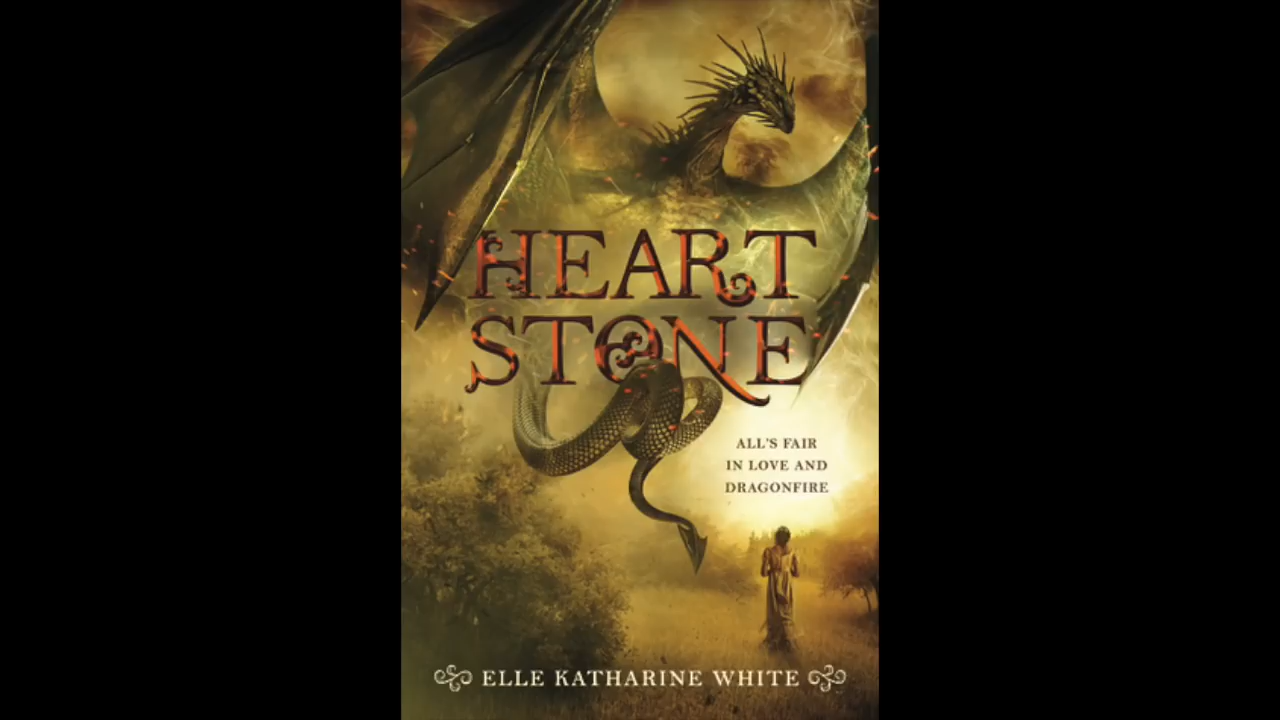 HEART
STONE
ALL'S FAIR
IN LOVE AND
DRAGONFIRE
ELLE KATHARINE WHITE